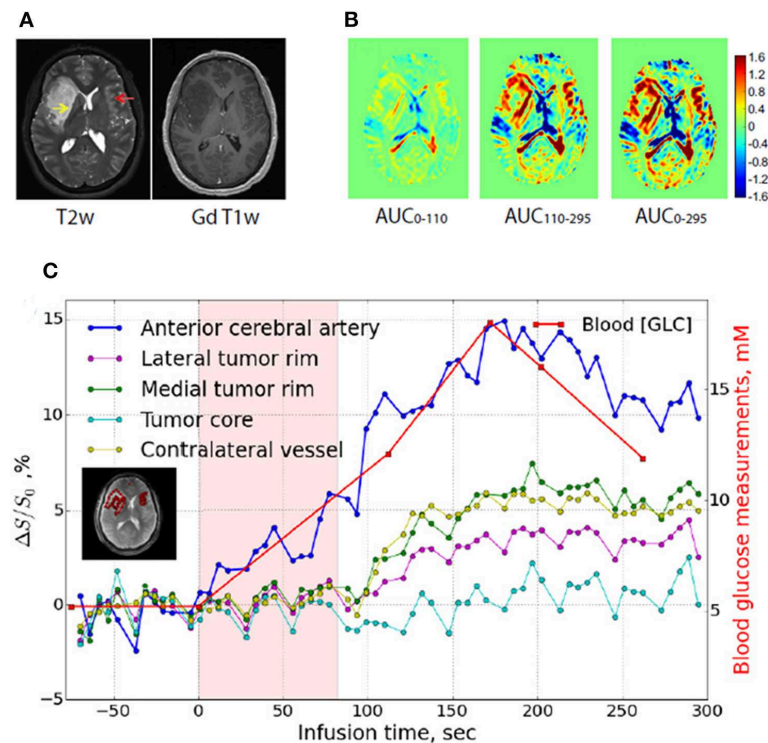 A
B
T2w
Gd T1w
AUC0-110
AUC110-295
AUC0-295
1.6
1.2
0.8
0.4
0
-0.4
-0.8
-1.2
-1.6
C
Anterior cerebral artery
Lateral tumor rim
Medial tumor rim
Tumor core
Contralateral vessel
Blood [GLC]
ΔS/S0 ,%
15
10
5
0
−5
Blood glucose measurements, mM
15
10
5
−50
0
50
100
150
200
250
300
Infusion time, sec